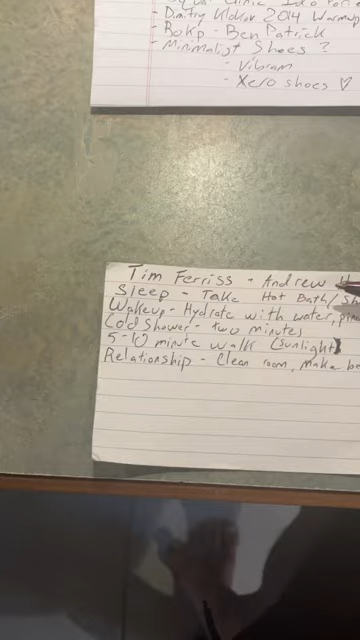 Dmitry Klokov 2014 Warmup
- Bokp - Ben Patrick
- Minimalist Shoes?
- Vibram
- Xero shoes
Tim Ferriss - Andrew
Sleep - Take Hot Bath/
Wakeup - Hydrate with water,
Cold Shower - two minutes
5-10 minute walk (sunlight)
Relationship - Clean room, make